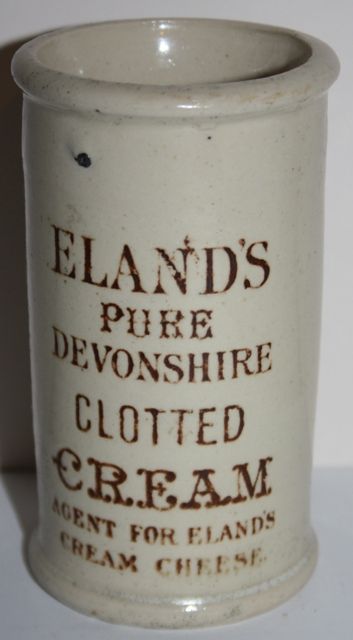 ELAND'S
PURE
DEVONSHIRE
CLOTTED
CREAM
AGENT FOR ELAND'S
CREAM CHEESE.